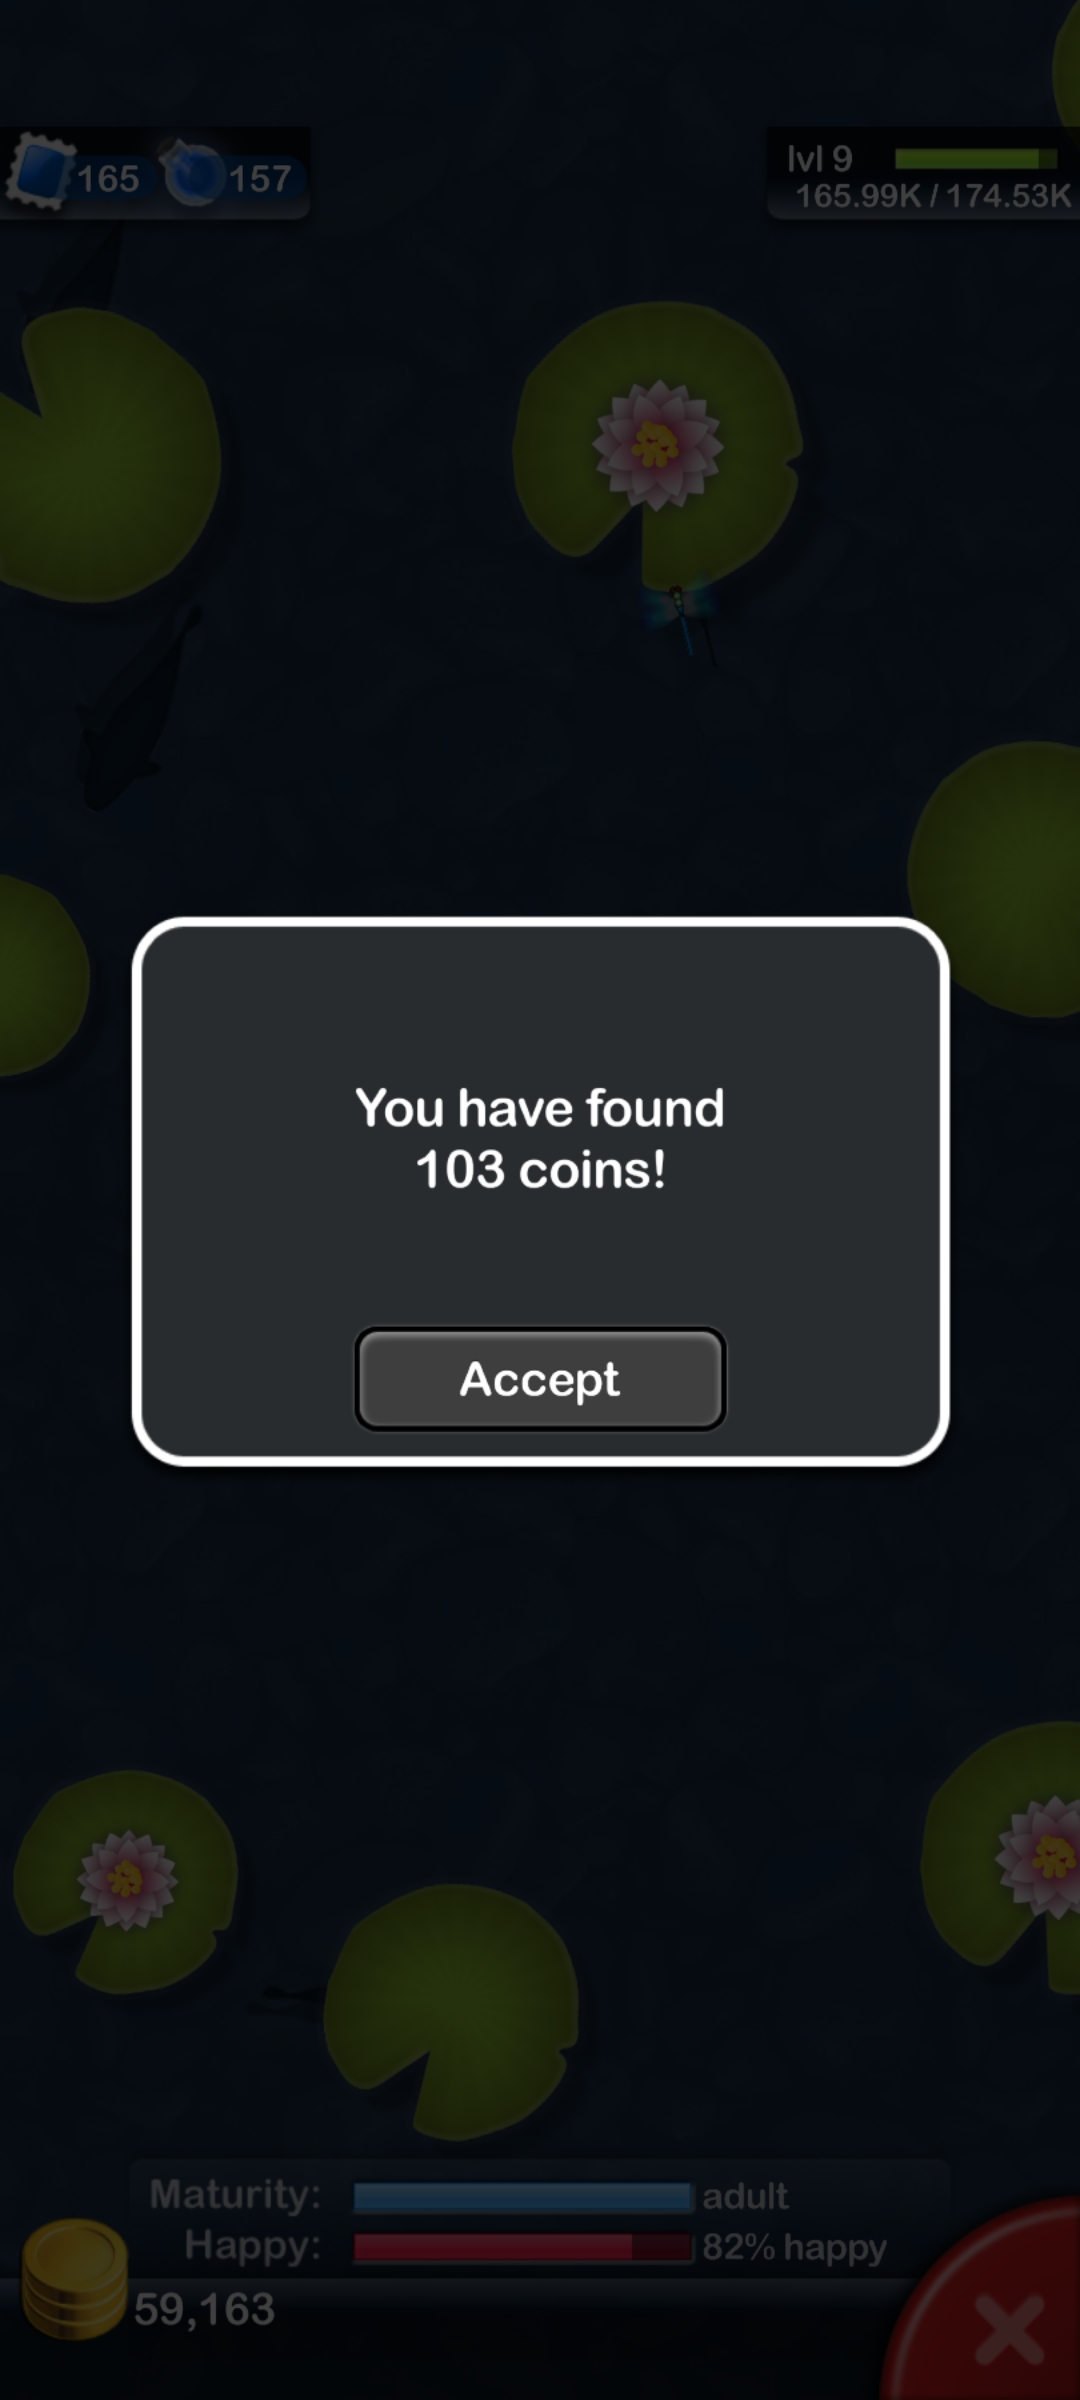 165 157
lvl 9
165.99K / 174.53K
You have found
103 coins!
Accept
Maturity: adult
Happy: 82% happy
59,163